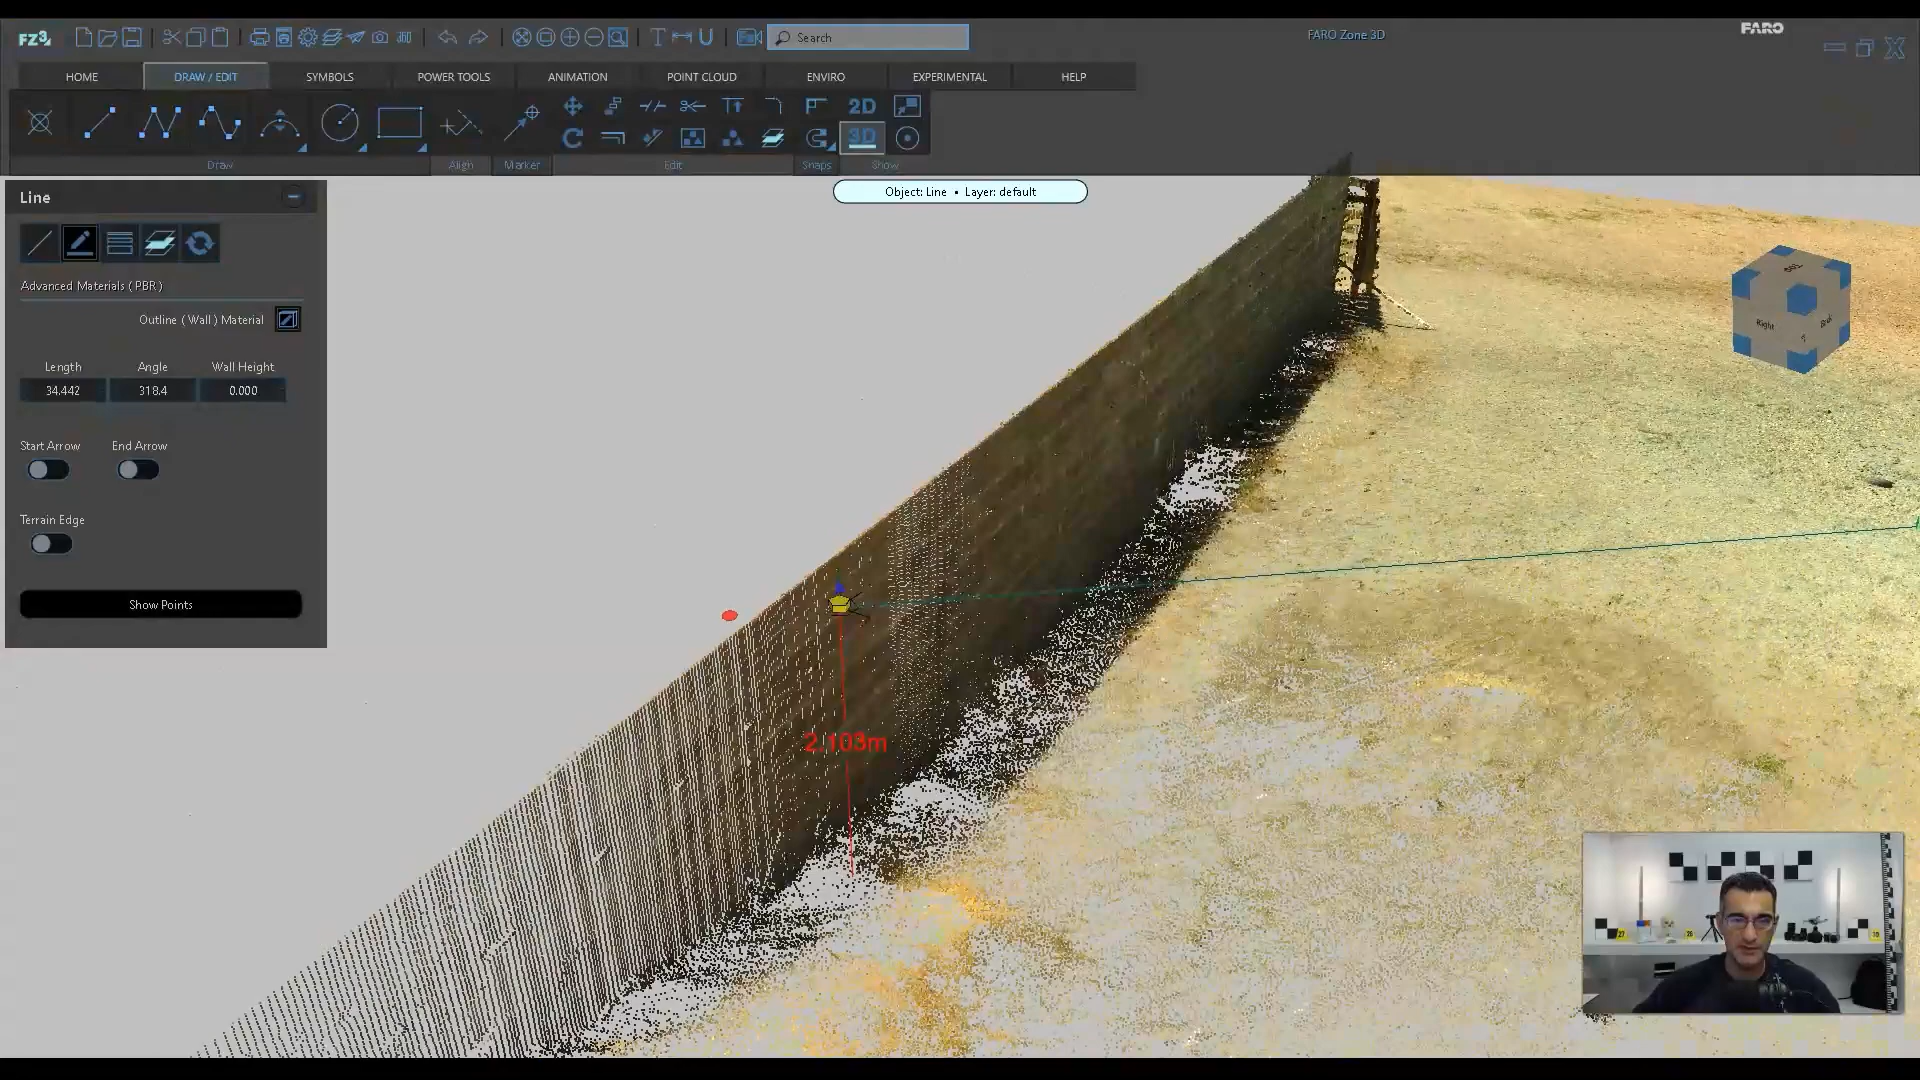 FZ3
Search
FARO Zone 3D
FARO
HOME
DRAW / EDIT
SYMBOLS
POWER TOOLS
ANIMATION
POINT CLOUD
ENVIRO
EXPERIMENTAL
HELP
2D
3D
Draw
Align
Marker
Edit
Snaps
Show
Line
Object: Line • Layer: default
Advanced Materials ( PBR )
Outline ( Wall ) Material
Length
Angle
Wall Height
34.442
318.4
0.000
Start Arrow
End Arrow
Terrain Edge
Show Points
Right
2.103m